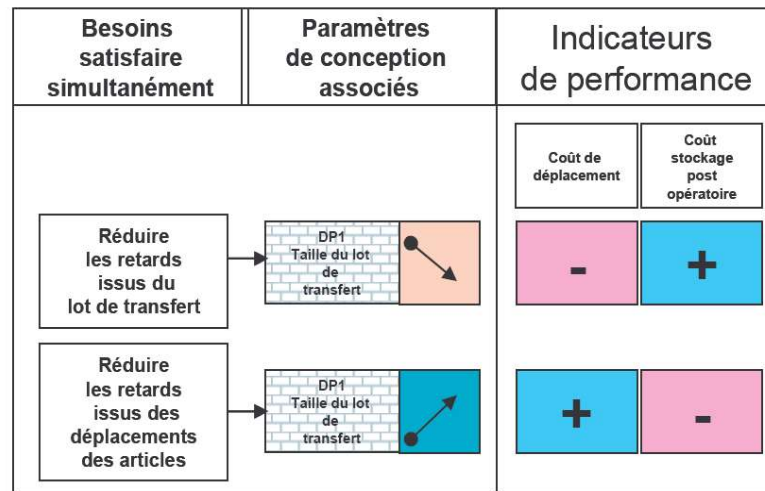 Besoins
satisfaire
simultanément
Paramètres
de conception
associés
Indicateurs
de performance
Coût de
déplacement
Coût
stockage
post
opératoire
Réduire
les retards
issus du
lot de transfert
DP1
Taille du lot
de
transfert
-
+
Réduire
les retards
issus des
déplacements
des articles
DP1
Taille du lot
de
transfert
+
-